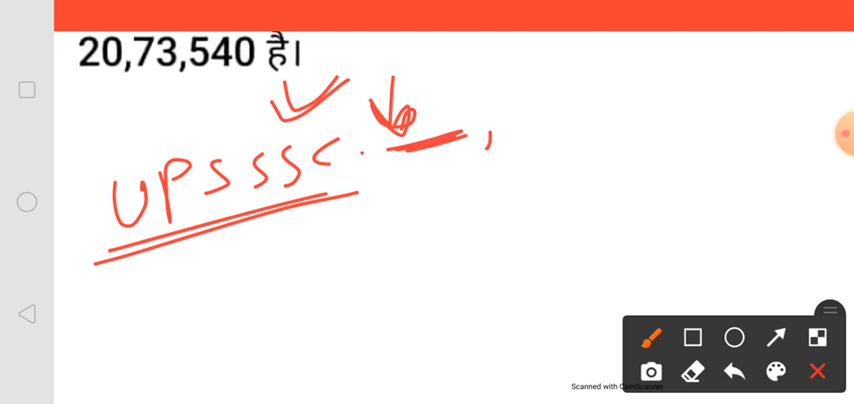 20,73,540 है।
UPSSSC.
Scanned with CamScanner